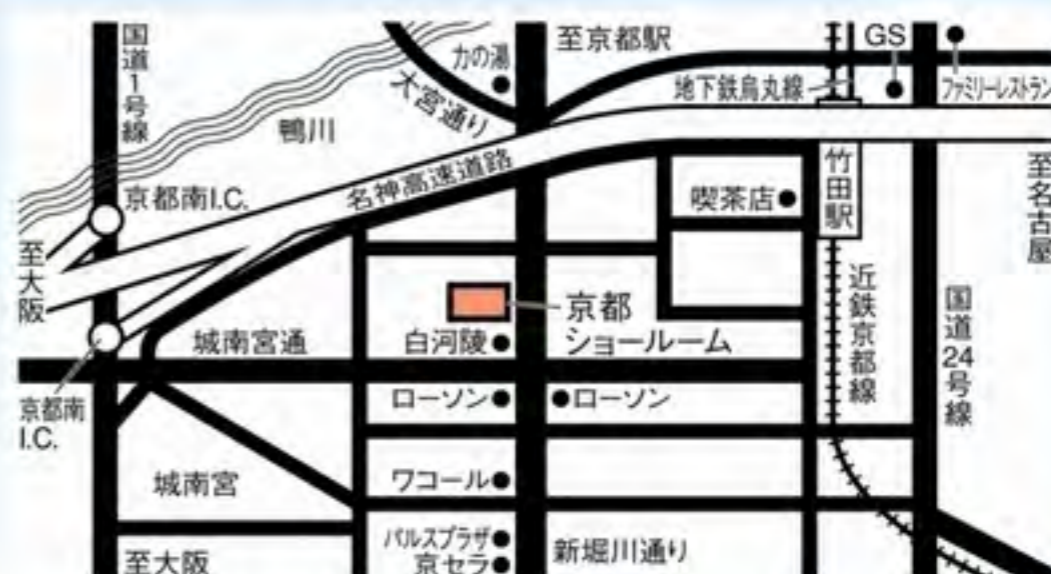 国道1号線
力の湯
至京都駅
GS
大宮通り
地下鉄烏丸線
ファミリーレストラン
鴨川
名神高速道路
竹田駅
至名古屋
京都南I.C.
喫茶店
至大阪
近鉄京都線
国道24号線
京都
ショールーム
城南宮通
白河陵
京都南
I.C.
ローソン
ローソン
城南宮
ワコール
パルスプラザ
京セラ
新堀川通り
至大阪